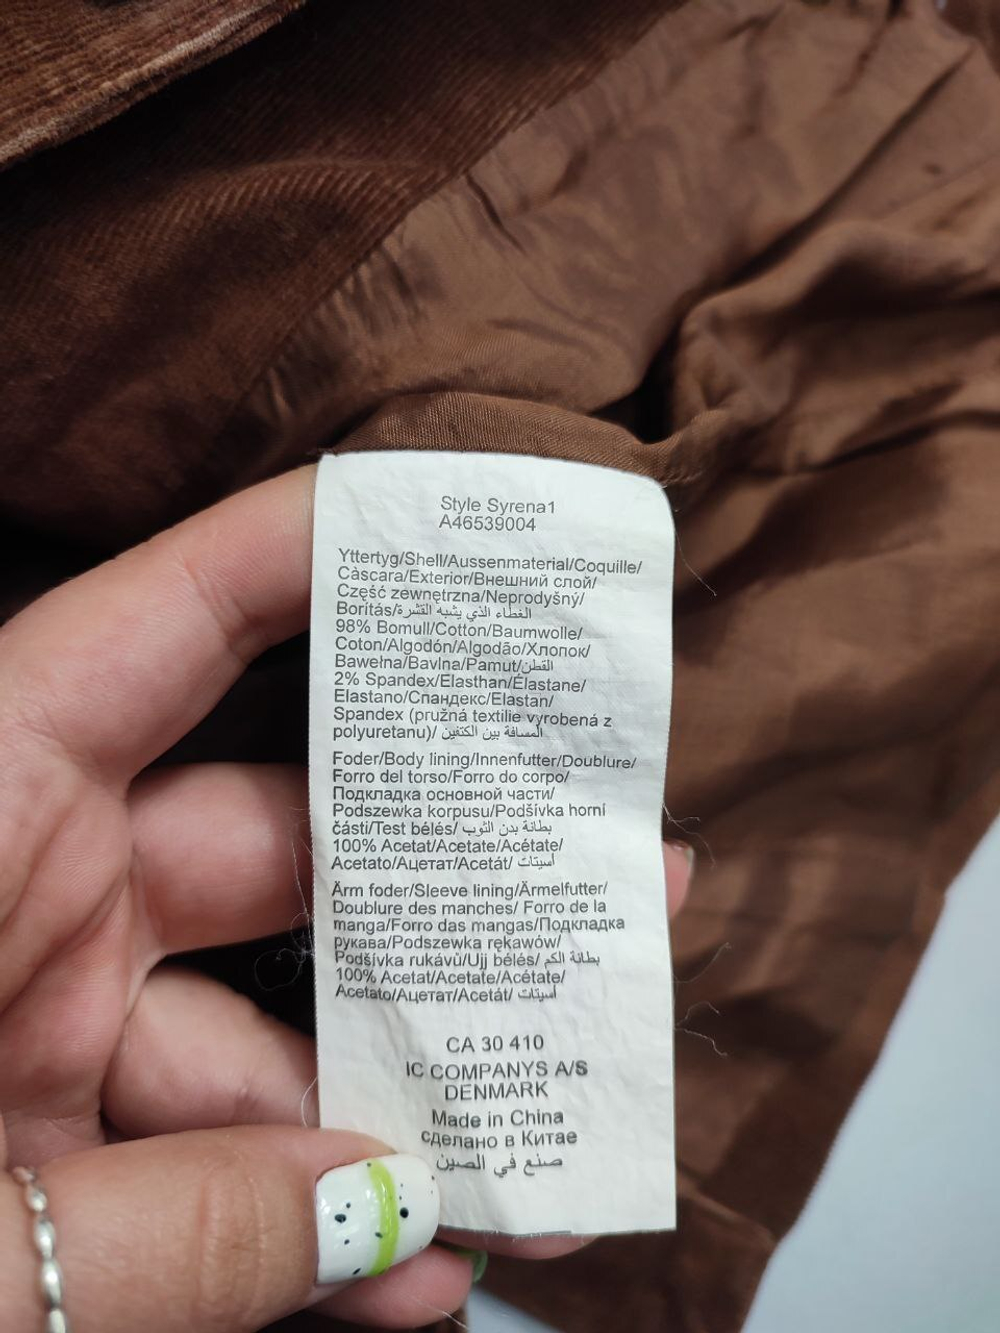 Style Syrena1
A46539004
Yttertyg/Shell/Aussenmaterial/Coquille/
Càscara/Exterior/Внешний слой/
Część zewnętrzna/Neprodyšný/
Borítás/الغطاء الذي يشبه القشرة
98% Bomull/Cotton/Baumwolle/
Coton/Algodón/Algodão/Хлопок/
Bawełna/Bavlna/Pamut/القطن
2% Spandex/Elasthan/Élastane/
Elastano/Спандекс/Elastan/
Spandex (pružná textilie vyrobená z
polyuretanu)/ المسافة بين الكتفين
Foder/Body lining/Innenfutter/Doublure/
Forro del torso/Forro do corpo/
Подкладка основной части/
Podszewka korpusu/Podšívka horní
části/Test bélés/ بطانة بدن الثوب
100% Acetat/Acetate/Acétate/
Acetato/Ацетат/Acetát/ أسيتات
Ärm foder/Sleeve lining/Ärmelfutter/
Doublure des manches/ Forro de la
manga/Forro das mangas/Подкладка
рукава/Podszewka rękawów/
Podšívka rukávů/Ujj bélés/ بطانة الكم
100% Acetat/Acetate/Acétate/
Acetato/Ацетат/Acetát/ أسيتات
CA 30 410
IC COMPANYS A/S
DENMARK
Made in China
сделано в Китае
صنع في الصين